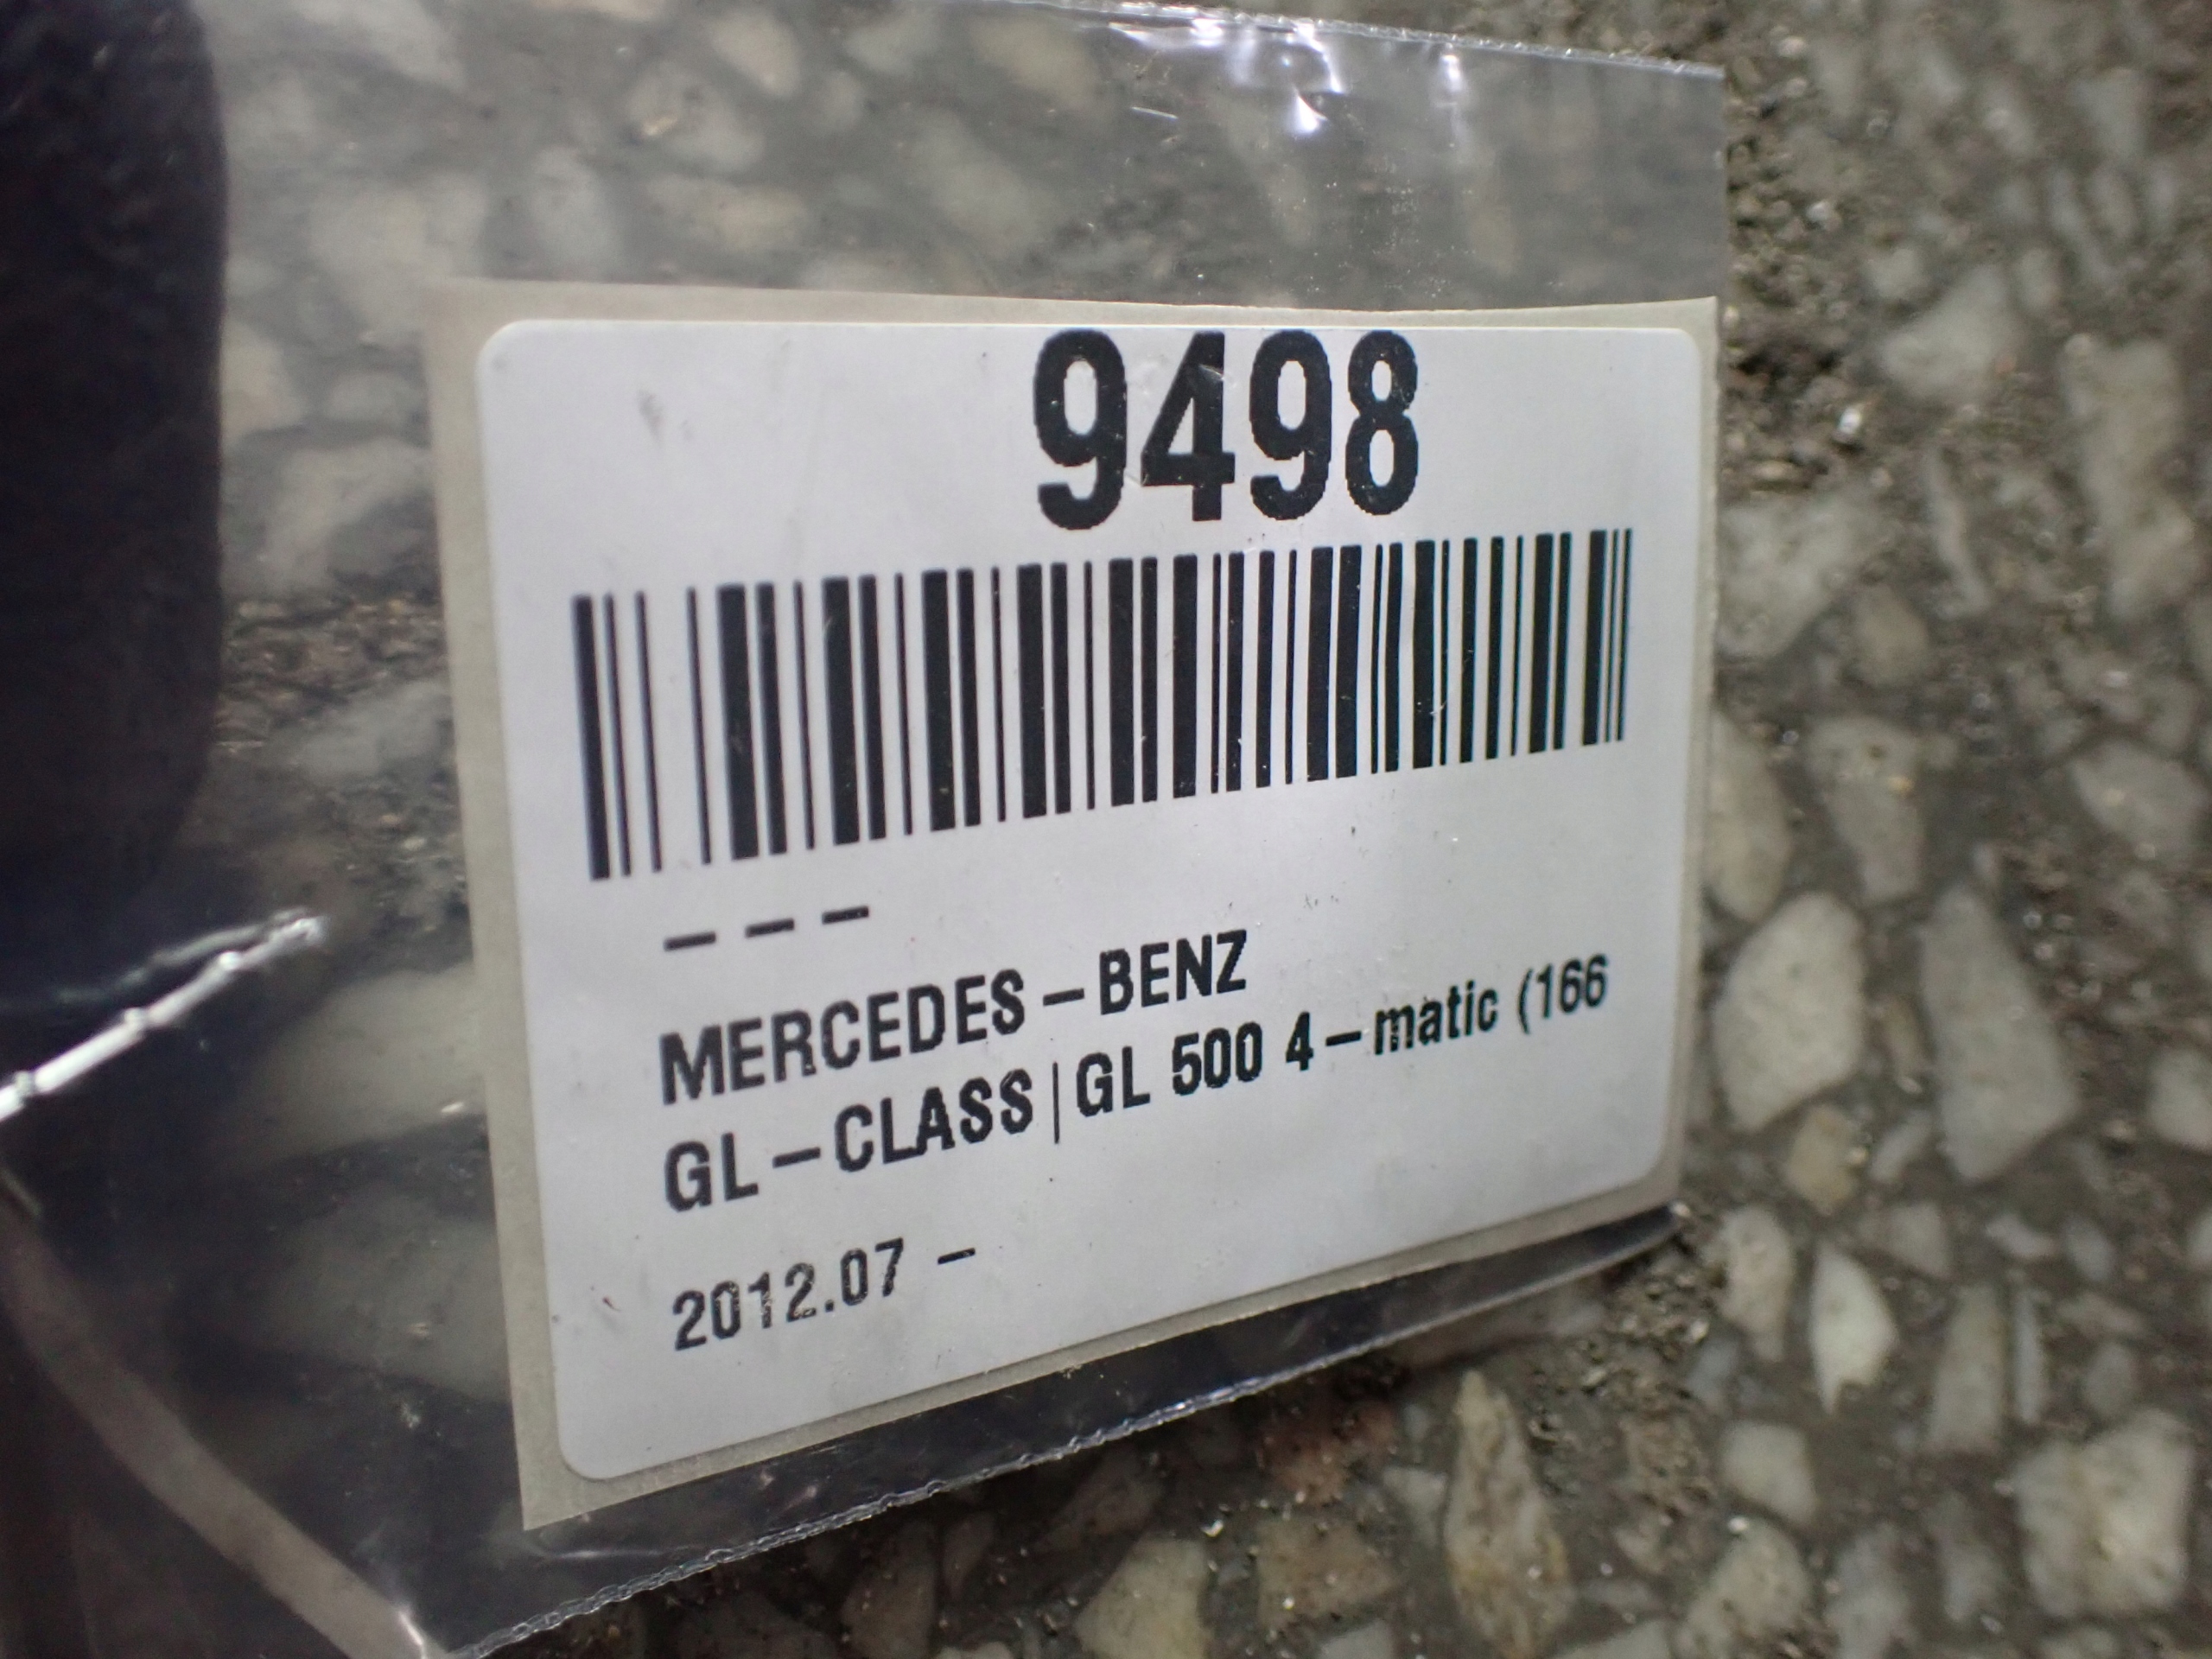 9498
– – –
MERCEDES-BENZ
GL-CLASS|GL 500 4-matic (166
2012.07 -